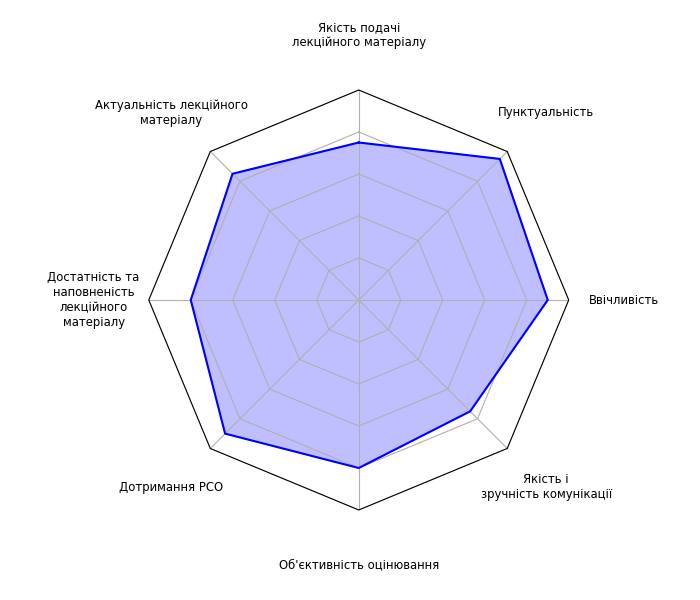 Якість подачі
лекційного матеріалу
Актуальність лекційного
матеріалу
Пунктуальність
Достатність та
наповненість
лекційного
матеріалу
Ввічливість
Дотримання РСО
Якість і
зручність комунікації
Об'єктивність оцінювання